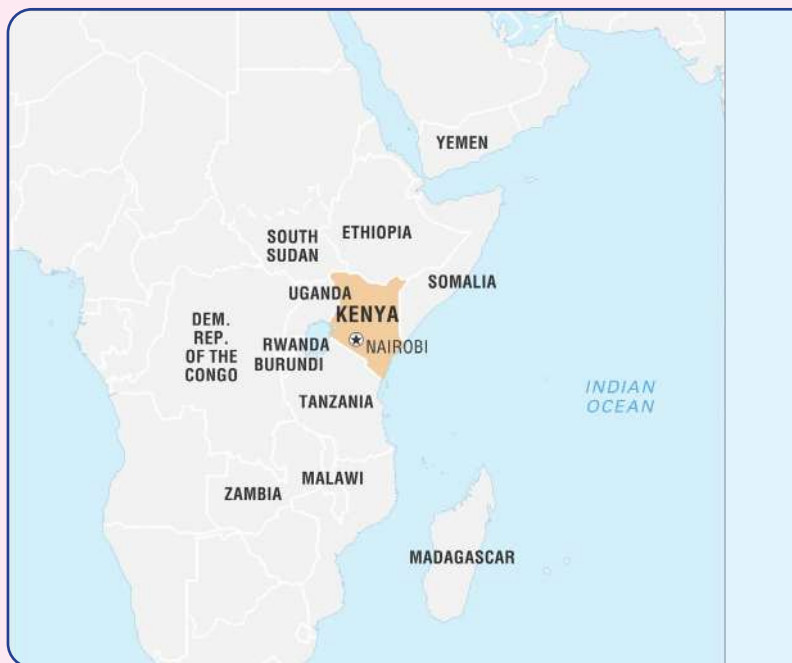 YEMEN
ETHIOPIA
SOUTH
SUDAN
SOMALIA
UGANDA
KENYA
DEM.
REP.
OF THE
CONGO
RWANDA
NAIROBI
BURUNDI
INDIAN
OCEAN
TANZANIA
MALAWI
ZAMBIA
MADAGASCAR